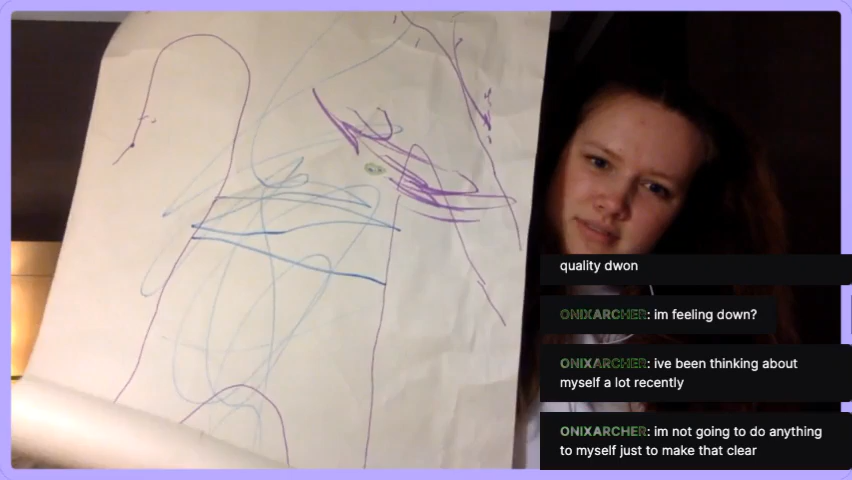 quality dwon
ONIXARCHER: im feeling down?
ONIXARCHER: ive been thinking about
myself a lot recently
ONIXARCHER: im not going to do anything
to myself just to make that clear